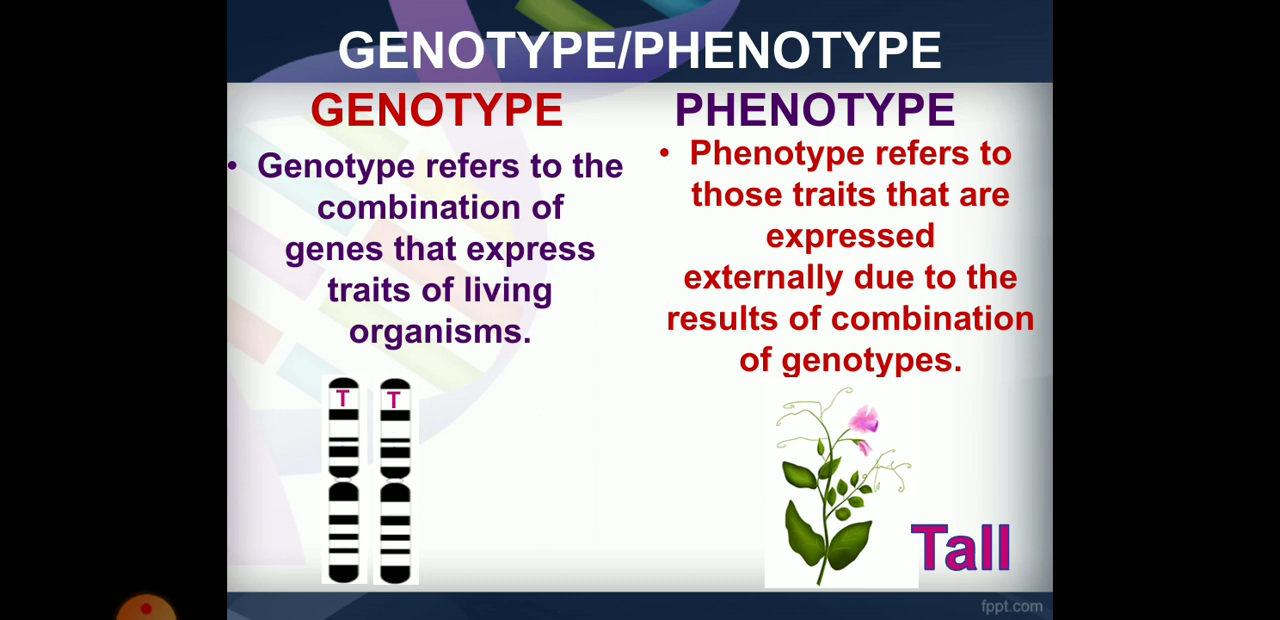 GENOTYPE/PHENOTYPE
GENOTYPE
• Genotype refers to the
combination of
genes that express
traits of living
organisms.
T T
PHENOTYPE
• Phenotype refers to
those traits that are
expressed
externally due to the
results of combination
of genotypes.
Tall
fppt.com